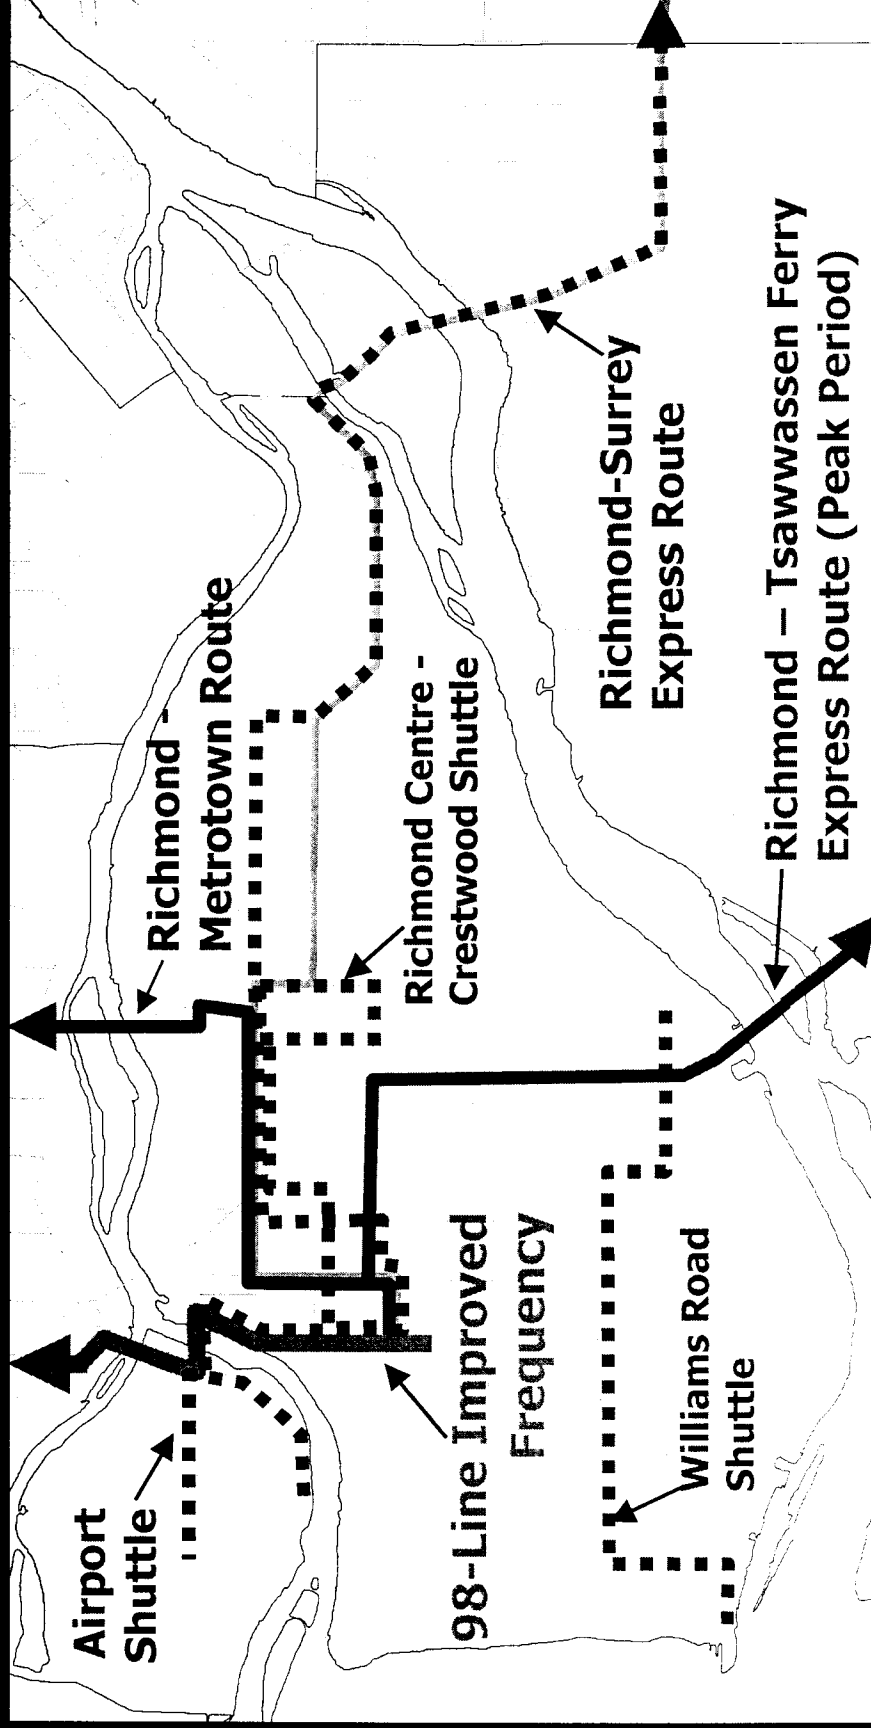 Airport
Shuttle
98-Line Improved
Frequency
Williams Road
Shuttle
Richmond -
Metrotown Route
Richmond Centre -
Crestwood Shuttle
Richmond-Surrey
Express Route
Richmond – Tsawwassen Ferry
Express Route (Peak Period)